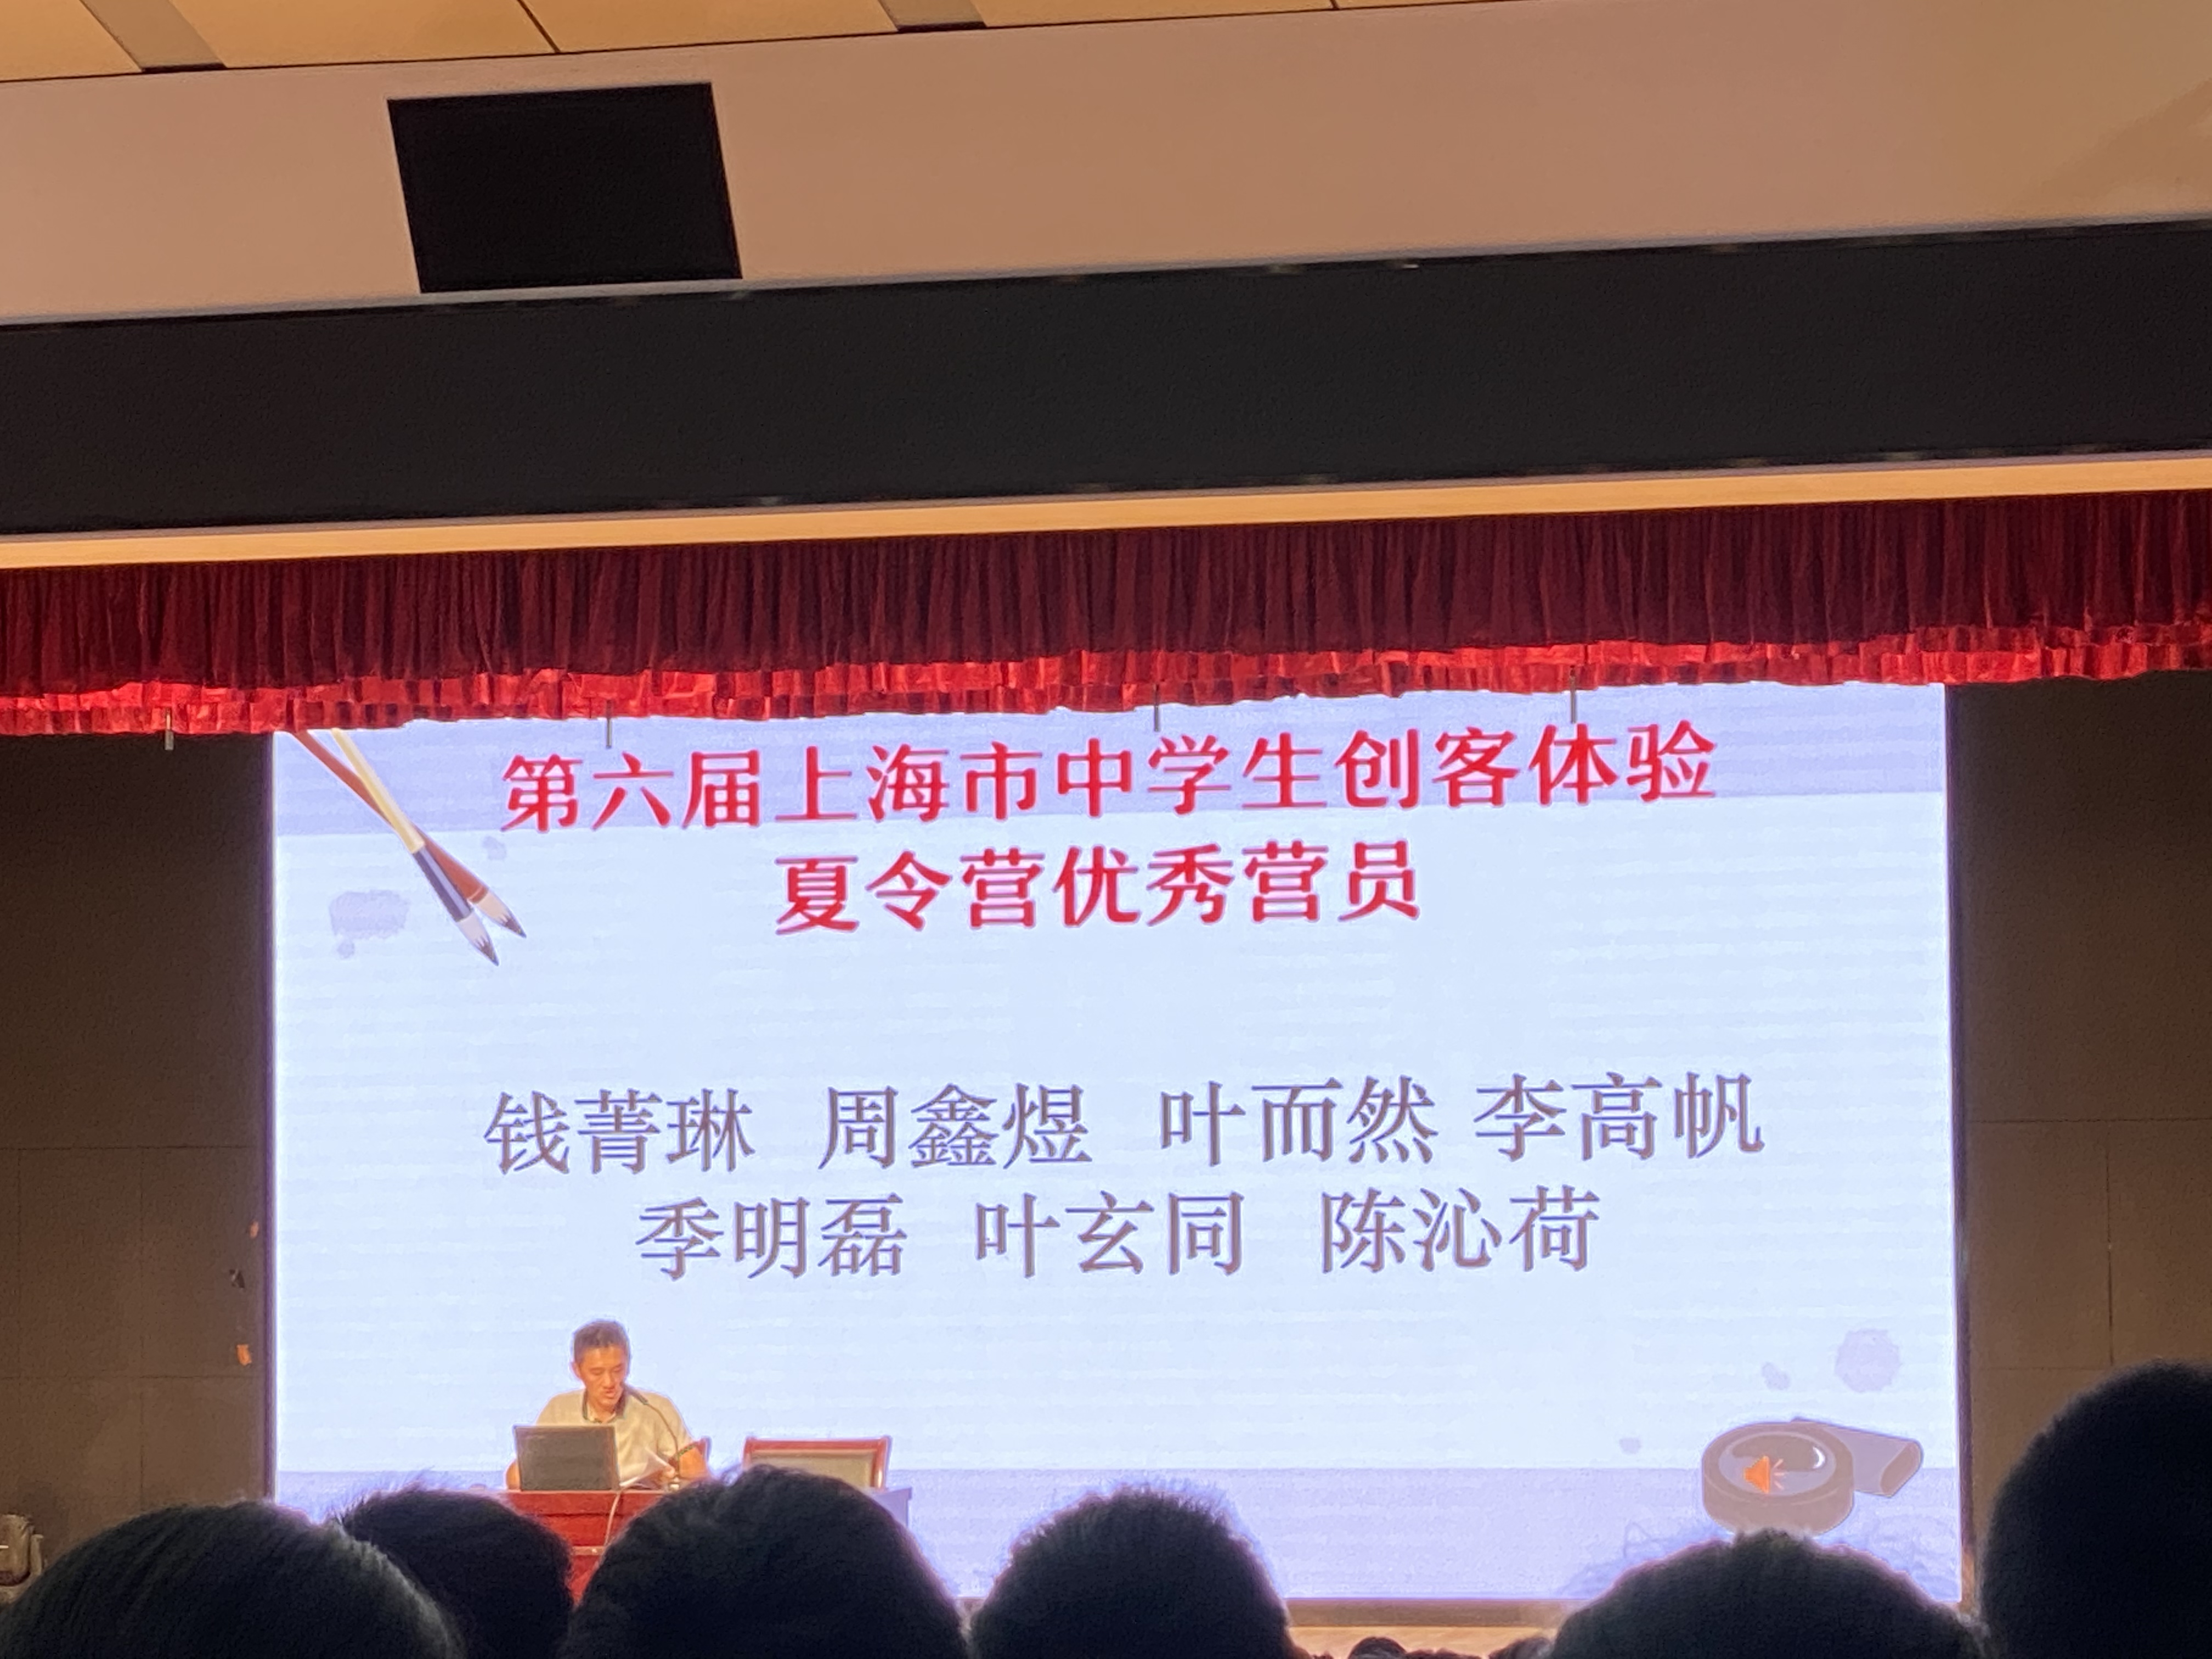 第六届上海市中学生创客体验
夏令营优秀营员
钱菁琳 周鑫煜 叶而然 李高帆
季明磊 叶玄同 陈沁荷